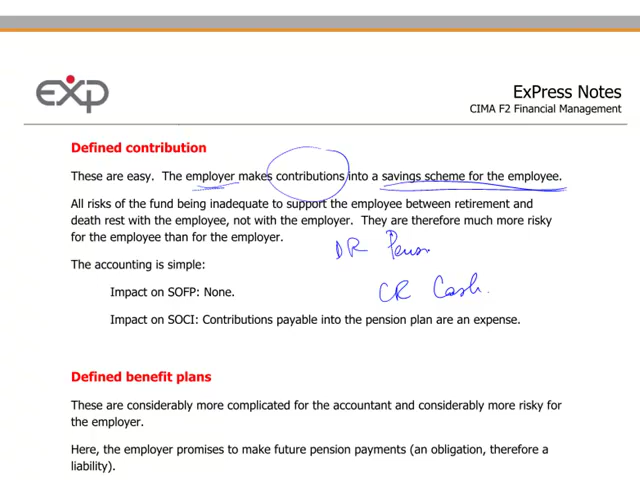 exp
ExPress Notes
CIMA F2 Financial Management
Defined contribution
These are easy. The employer makes contributions into a savings scheme for the employee.
All risks of the fund being inadequate to support the employee between retirement and
death rest with the employee, not with the employer. They are therefore much more risky
for the employee than for the employer.
DR Pens
The accounting is simple:
Impact on SOFP: None.
CR Cash.
Impact on SOCI: Contributions payable into the pension plan are an expense.
Defined benefit plans
These are considerably more complicated for the accountant and considerably more risky for
the employer.
Here, the employer promises to make future pension payments (an obligation, therefore a
liability).